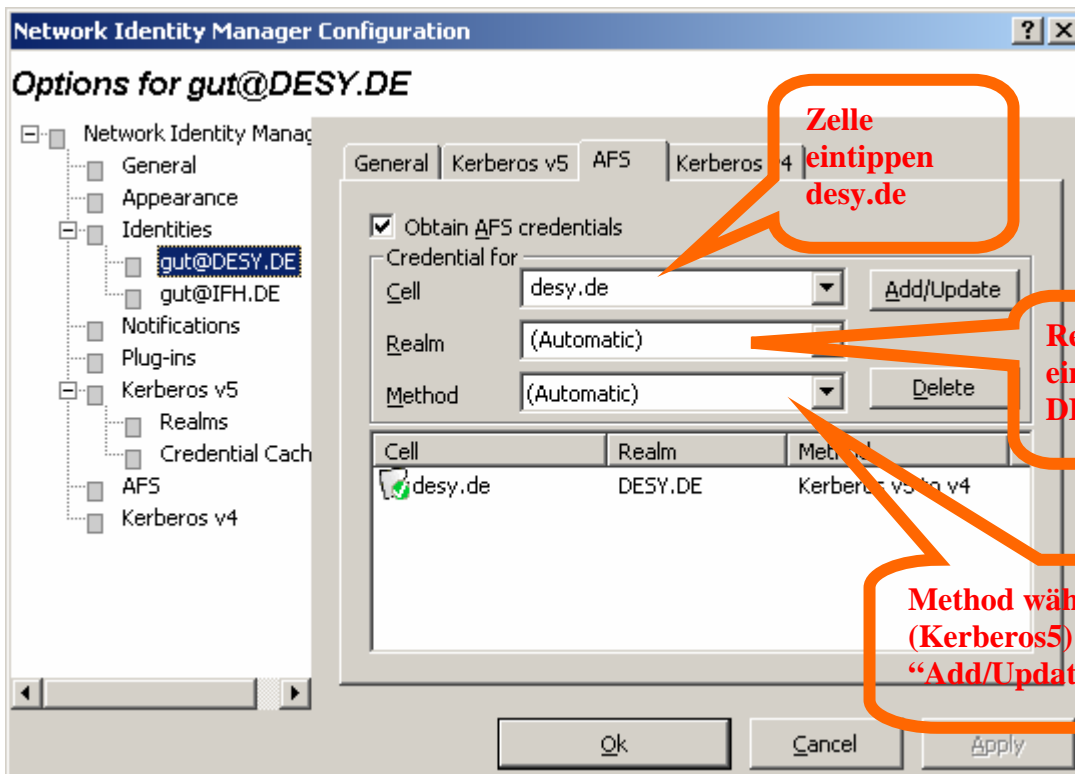 Network Identity Manager Configuration
Options for gut@DESY.DE
Network Identity Manag
General
Appearance
Identities
gut@DESY.DE
gut@IFH.DE
Notifications
Plug-ins
Kerberos v5
Realms
Credential Cach
AFS
Kerberos v4
General
Kerberos v5
AFS
Kerberos v4
Obtain AFS credentials
Credential for
Cell
desy.de
Add/Update
Realm
(Automatic)
Method
(Automatic)
Delete
Cell
Realm
Method
desy.de
DESY.DE
Kerberos v5 to v4
Ok
Cancel
Apply
Zelle
eintippen
desy.de
Method wäh
(Kerberos5)
“Add/Updat